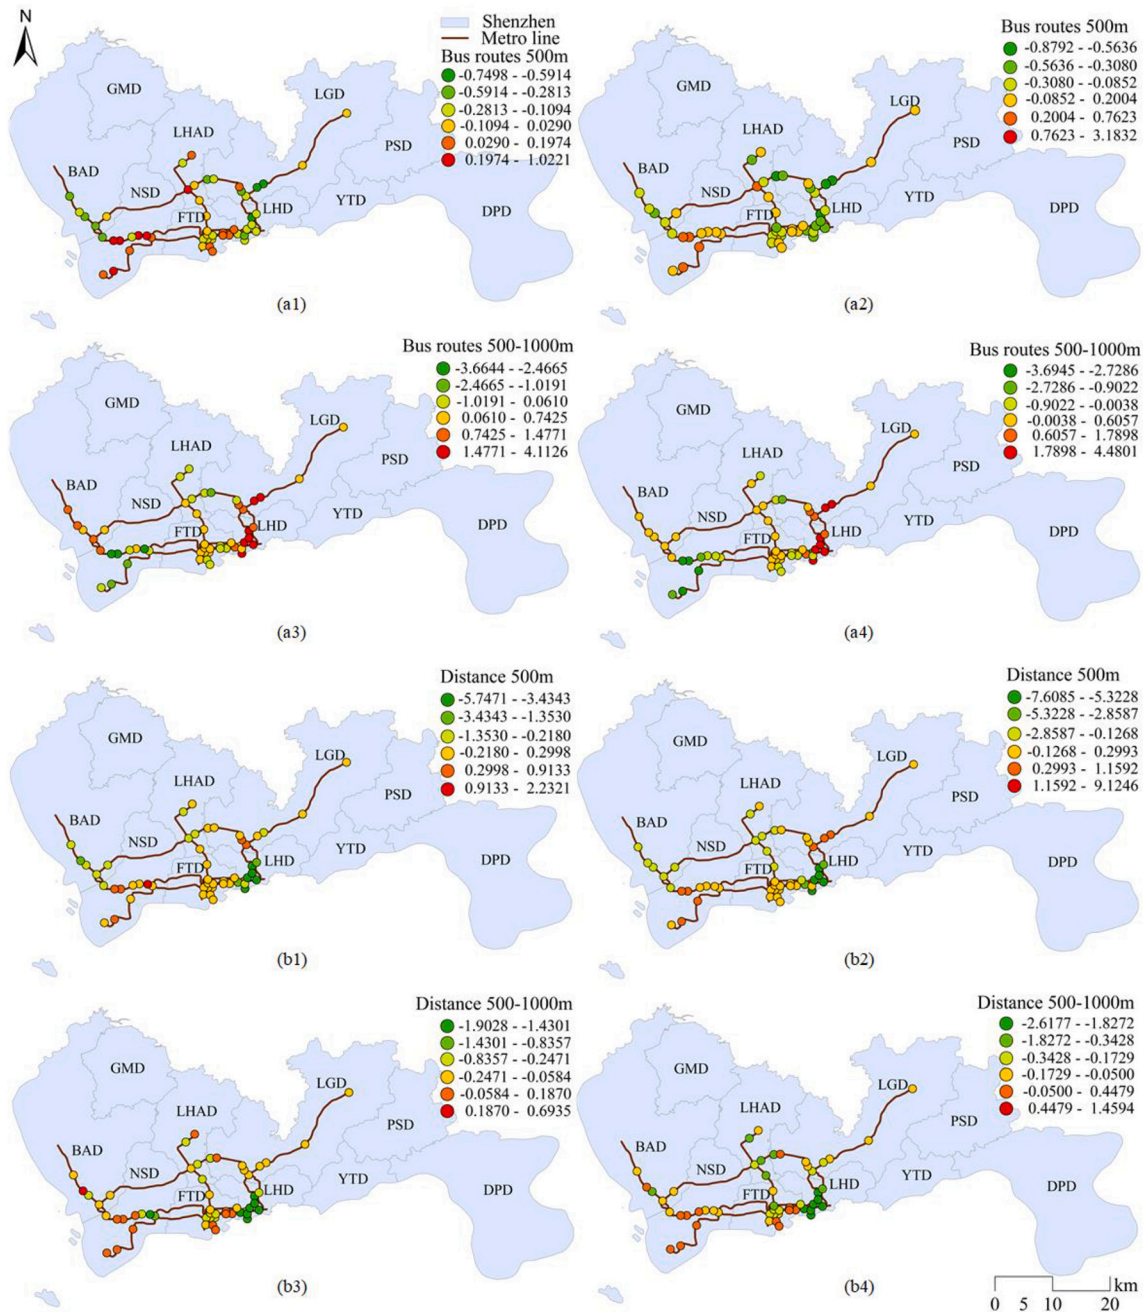 N
Shenzhen
Metro line
Bus routes 500m
-0.7498 - -0.5914
-0.5914 - -0.2813
-0.2813 - -0.1094
-0.1094 - 0.0290
0.0290 - 0.1974
0.1974 - 1.0221
GMD
LGD
LHAD
PSD
BAD
NSD
YTD
FTD
LHD
DPD
(a1)
Bus routes 500m
-0.8792 - -0.5636
-0.5636 - -0.3080
-0.3080 - -0.0852
-0.0852 - 0.2004
0.2004 - 0.7623
0.7623 - 3.1832
GMD
LGD
LHAD
PSD
BAD
NSD
YTD
FTD
LHD
DPD
(a2)
Bus routes 500-1000m
-3.6644 - -2.4665
-2.4665 - -1.0191
-1.0191 - 0.0610
0.0610 - 0.7425
0.7425 - 1.4771
1.4771 - 4.1126
GMD
LGD
LHAD
PSD
BAD
NSD
YTD
FTD
LHD
DPD
(a3)
Bus routes 500-1000m
-3.6945 - -2.7286
-2.7286 - -0.9022
-0.9022 - -0.0038
-0.0038 - 0.6057
0.6057 - 1.7898
1.7898 - 4.4801
GMD
LGD
LHAD
PSD
BAD
NSD
YTD
FTD
LHD
DPD
(a4)
Distance 500m
-5.7471 - -3.4343
-3.4343 - -1.3530
-1.3530 - -0.2180
-0.2180 - 0.2998
0.2998 - 0.9133
0.9133 - 2.2321
GMD
LGD
LHAD
PSD
BAD
NSD
YTD
FTD
LHD
DPD
(b1)
Distance 500m
-7.6085 - -5.3228
-5.3228 - -2.8587
-2.8587 - -0.1268
-0.1268 - 0.2993
0.2993 - 1.1592
1.1592 - 9.1246
GMD
LGD
LHAD
PSD
BAD
NSD
YTD
FTD
LHD
DPD
(b2)
Distance 500-1000m
-1.9028 - -1.4301
-1.4301 - -0.8357
-0.8357 - -0.2471
-0.2471 - -0.0584
-0.0584 - 0.1870
0.1870 - 0.6935
GMD
LGD
LHAD
PSD
BAD
NSD
YTD
FTD
LHD
DPD
(b3)
Distance 500-1000m
-2.6177 - -1.8272
-1.8272 - -0.3428
-0.3428 - -0.1729
-0.1729 - -0.0500
-0.0500 - 0.4479
0.4479 - 1.4594
GMD
LGD
LHAD
PSD
BAD
NSD
YTD
FTD
LHD
DPD
(b4)
km
0 5 10 20